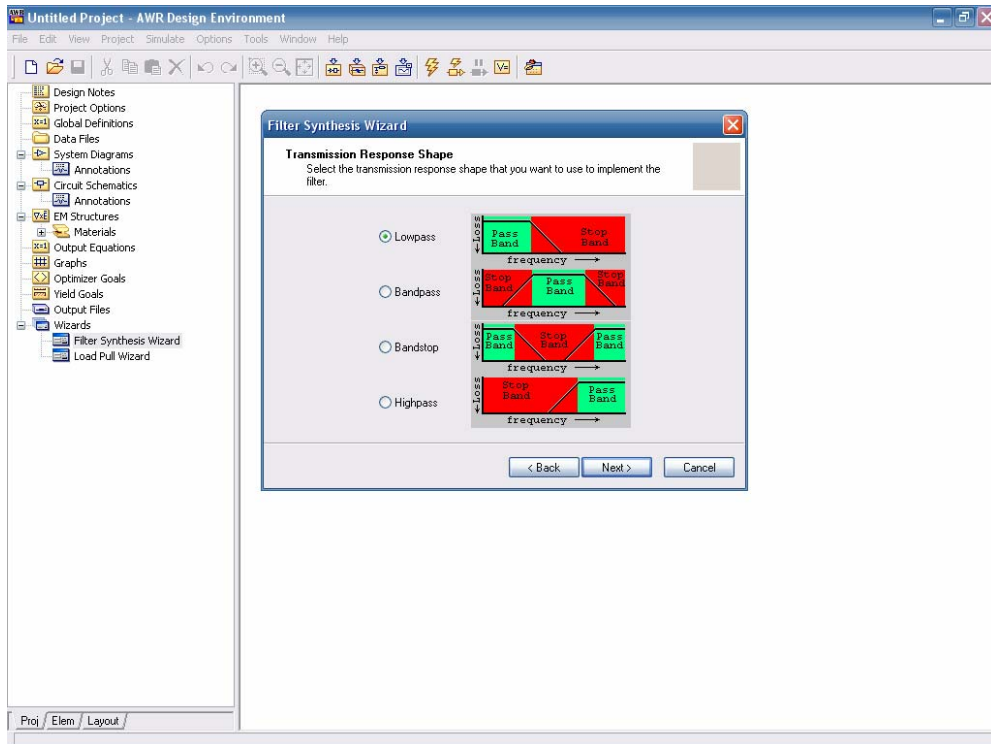 Untitled Project - AWR Design Environment
File Edit View Project Simulate Options Tools Window Help
Design Notes
Project Options
Global Definitions
Data Files
System Diagrams
Annotations
Circuit Schematics
Annotations
EM Structures
Materials
Output Equations
Graphs
Optimizer Goals
Yield Goals
Output Files
Wizards
Filter Synthesis Wizard
Load Pull Wizard
Proj Elem Layout
Filter Synthesis Wizard
Transmission Response Shape
Select the transmission response shape that you want to use to implement the
filter.
Lowpass
Loss
Pass Band
Stop Band
frequency
Bandpass
Loss
Stop Band
Pass Band
Stop Band
frequency
Bandstop
Loss
Pass Band
Stop Band
Pass Band
frequency
Highpass
Loss
Stop Band
Pass Band
frequency
< Back Next > Cancel